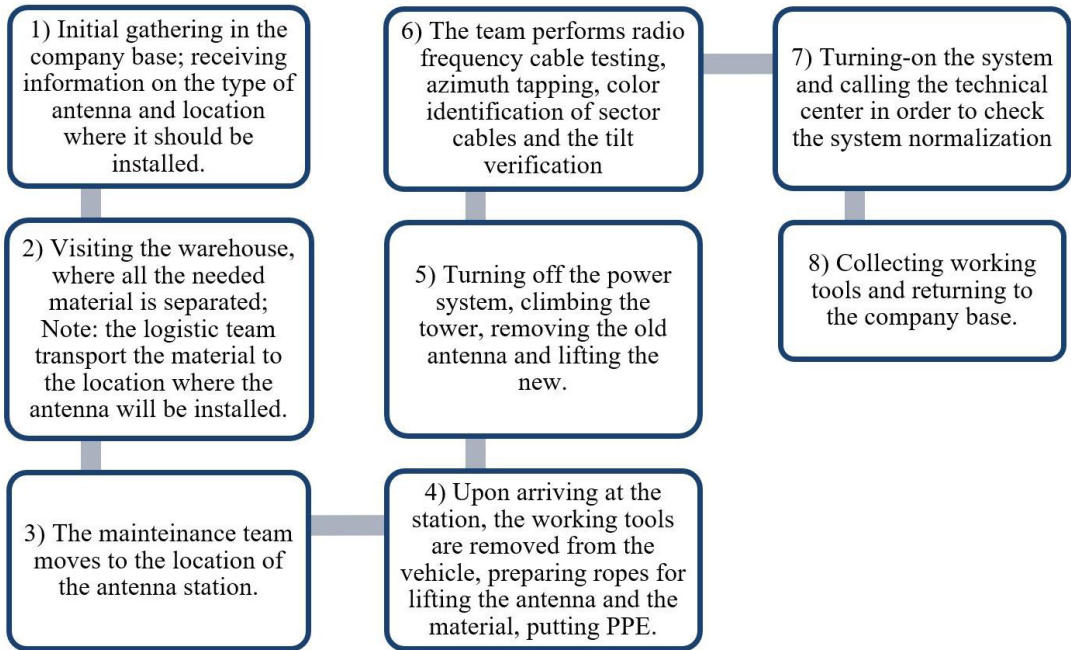 1) Initial gathering in the
company base; receiving
information on the type of
antenna and location
where it should be
installed.
2) Visiting the warehouse,
where all the needed
material is separated;
Note: the logistic team
transport the material to
the location where the
antenna will be installed.
3) The mainteinance team
moves to the location of
the antenna station.
4) Upon arriving at the
station, the working tools
are removed from the
vehicle, preparing ropes for
lifting the antenna and the
material, putting PPE.
5) Turning off the power
system, climbing the
tower, removing the old
antenna and lifting the
new.
6) The team performs radio
frequency cable testing,
azimuth tapping, color
identification of sector
cables and the tilt
verification
7) Turning-on the system
and calling the technical
center in order to check
the system normalization
8) Collecting working
tools and returning to
the company base.